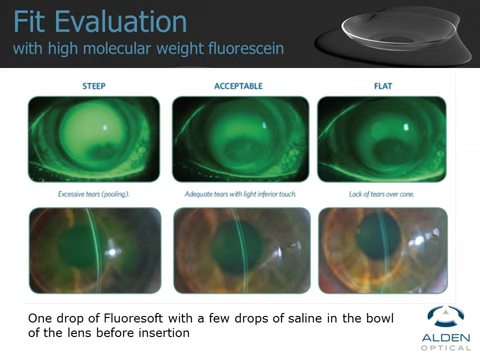 Fit Evaluation
with high molecular weight fluorescein
STEEP ACCEPTABLE FLAT
Excessive tears (pooling). Adequate tears with light inferior touch. Lack of tears over cone.
One drop of Fluoresoft with a few drops of saline in the bowl
of the lens before insertion
ALDEN
OPTICAL